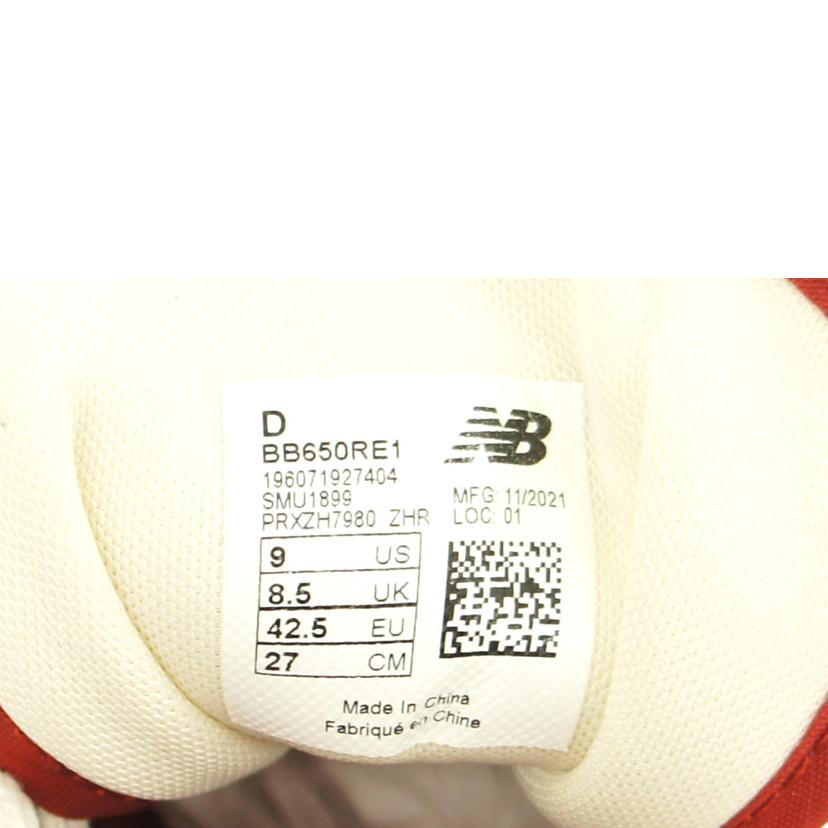 D
BB650RE1
196071927404
SMU1899
PRXZH7980 ZHR
NB
MFG: 11/2021
LOC: 01
9 US
8.5 UK
42.5 EU
27 CM
Made In China
Fabriqué en Chine